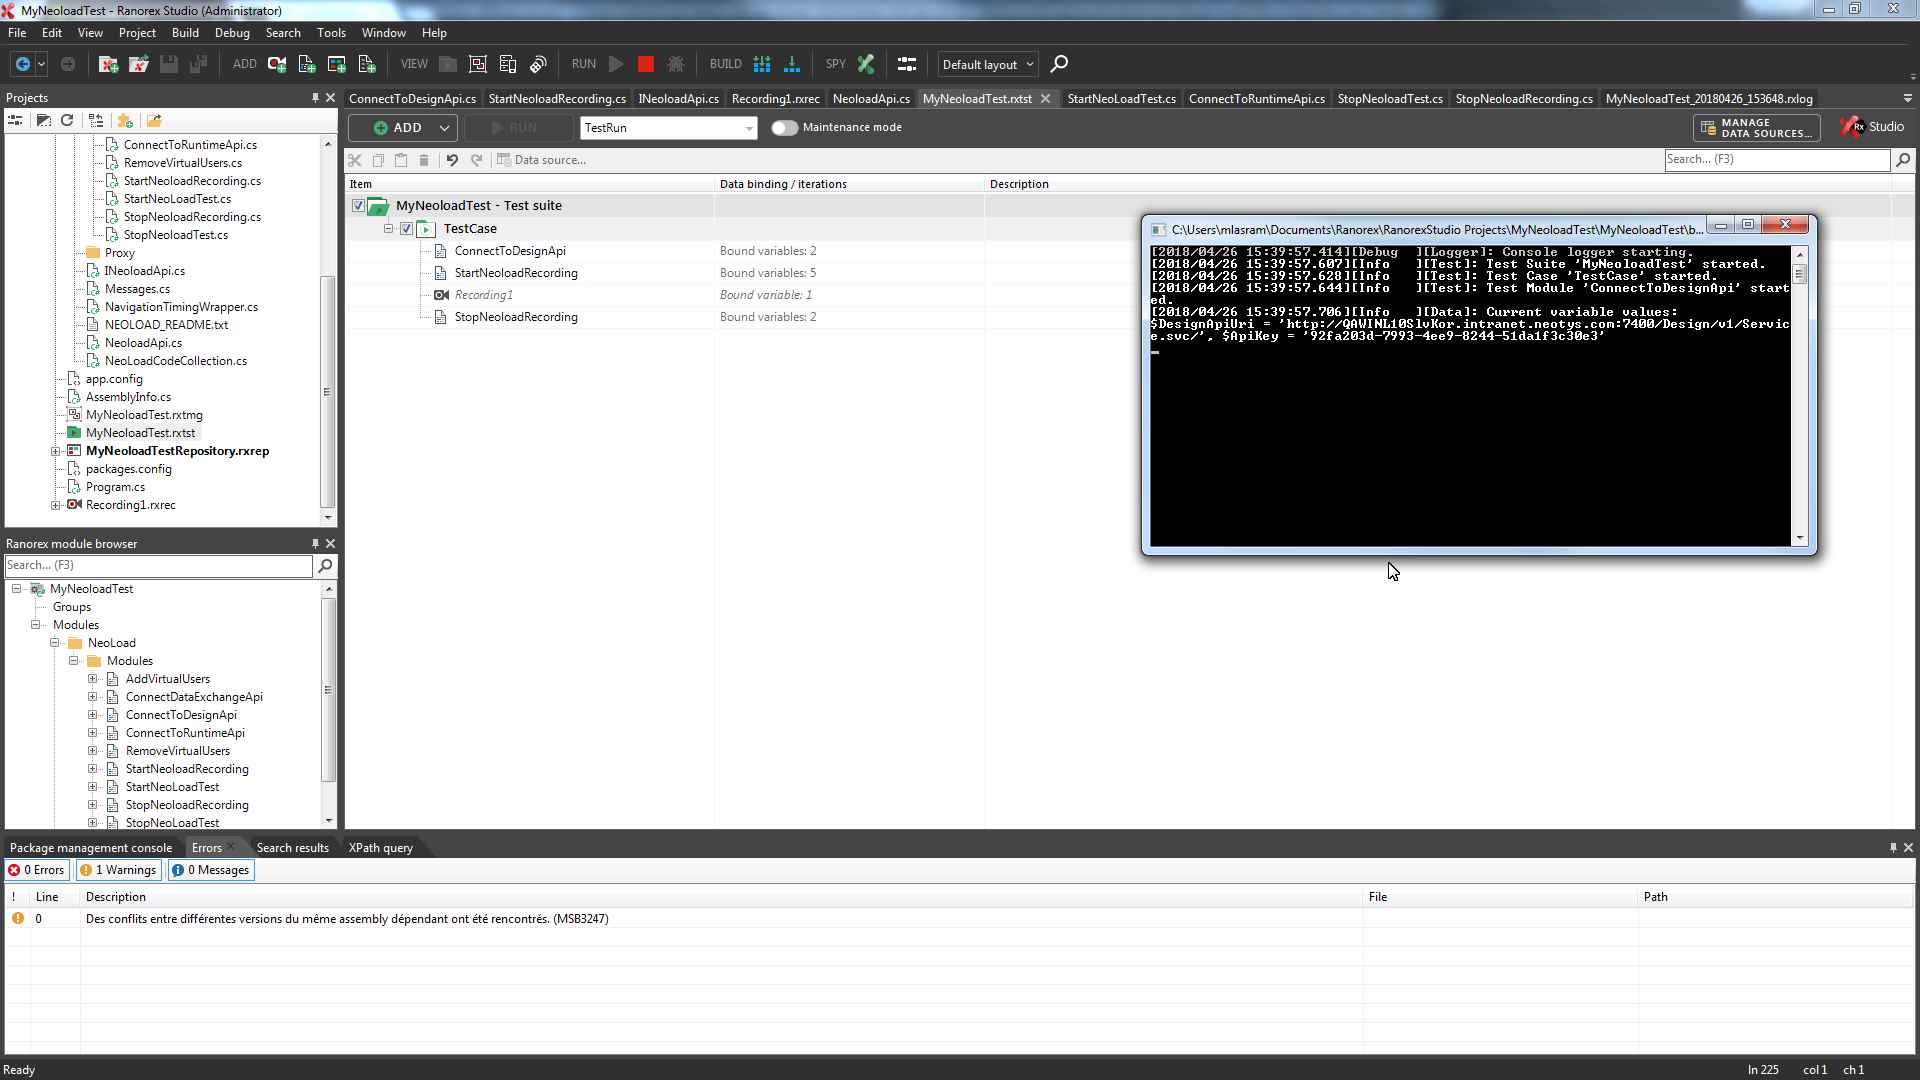 MyNeoloadTest - Ranorex Studio (Administrator)
File Edit View Project Build Debug Search Tools Window Help
ADD VIEW RUN BUILD SPY Default layout
Projects
ConnectToDesignApi.cs StartNeoloadRecording.cs INeoloadApi.cs Recording1.rxrec NeoloadApi.cs MyNeoloadTest.rxtst StartNeoLoadTest.cs ConnectToRuntimeApi.cs StopNeoloadTest.cs StopNeoloadRecording.cs MyNeoloadTest_20180426_153648.rxlog
ADD RUN TestRun Maintenance mode MANAGE DATA SOURCES... Rx Studio
Data source... Search... (F3)
Item Data binding / iterations Description
MyNeoloadTest - Test suite
TestCase
ConnectToDesignApi Bound variables: 2
StartNeoloadRecording Bound variables: 5
Recording1 Bound variable: 1
StopNeoloadRecording Bound variables: 2
ConnectToRuntimeApi.cs
RemoveVirtualUsers.cs
StartNeoloadRecording.cs
StartNeoLoadTest.cs
StopNeoloadRecording.cs
StopNeoloadTest.cs
Proxy
INeoloadApi.cs
Messages.cs
NavigationTimingWrapper.cs
NEOLOAD_README.txt
NeoloadApi.cs
NeoLoadCodeCollection.cs
app.config
AssemblyInfo.cs
MyNeoloadTest.rxtmg
MyNeoloadTest.rxtst
MyNeoloadTestRepository.rxrep
packages.config
Program.cs
Recording1.rxrec
C:\Users\mlasram\Documents\Ranorex\RanorexStudio Projects\MyNeoloadTest\MyNeoloadTest\b...
[2018/04/26 15:39:57.414][Debug ][Logger]: Console logger starting.
[2018/04/26 15:39:57.607][Info ][Test]: Test Suite 'MyNeoloadTest' started.
[2018/04/26 15:39:57.628][Info ][Test]: Test Case 'TestCase' started.
[2018/04/26 15:39:57.644][Info ][Test]: Test Module 'ConnectToDesignApi' start
ed.
[2018/04/26 15:39:57.706][Info ][Data]: Current variable values:
$DesignApiUri = 'http://QAWINL10SlvKor.intranet.neotys.com:7400/Design/v1/Servic
e.svc/', $ApiKey = '92fa203d-7993-4ee9-8244-51da1f3c30e3'
Ranorex module browser
Search... (F3)
MyNeoloadTest
Groups
Modules
NeoLoad
Modules
AddVirtualUsers
ConnectDataExchangeApi
ConnectToDesignApi
ConnectToRuntimeApi
RemoveVirtualUsers
StartNeoloadRecording
StartNeoLoadTest
StopNeoloadRecording
StopNeoLoadTest
Package management console Errors Search results XPath query
0 Errors 1 Warnings 0 Messages
! Line Description File Path
0 Des conflits entre différentes versions du même assembly dépendant ont été rencontrés. (MSB3247)
Ready ln 225 col 1 ch 1